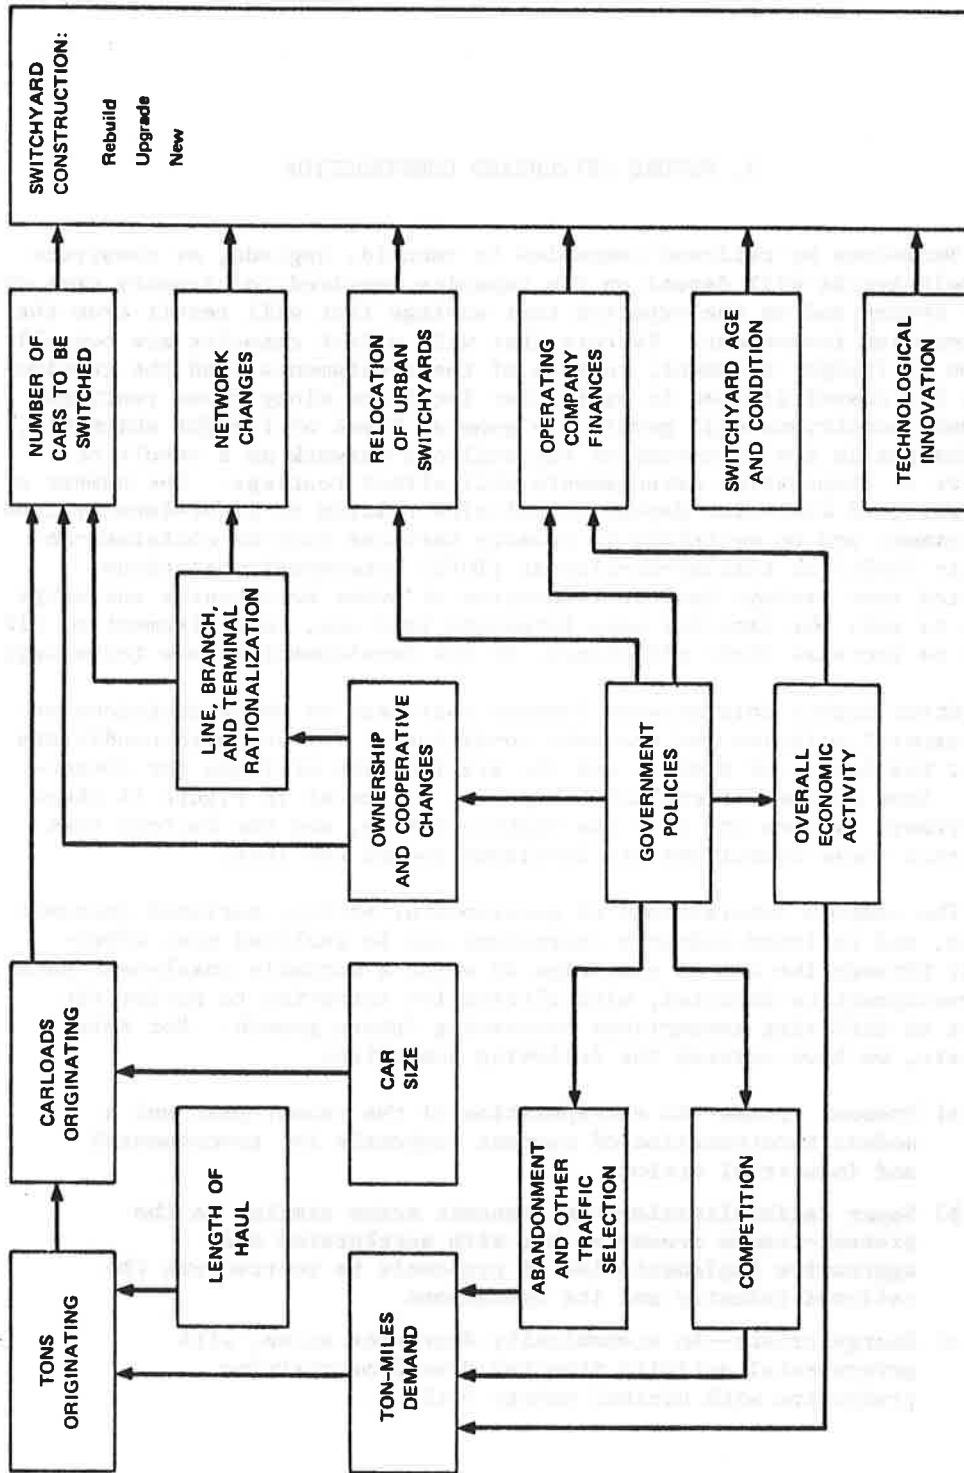 TONS
ORIGINATING
CARLOADS
ORIGINATING
NUMBER OF
CARS TO BE
SWITCHED
SWITCHYARD
CONSTRUCTION:
Rebuild
Upgrade
New
LENGTH OF
HAUL
LINE, BRANCH,
AND TERMINAL
RATIONALIZATION
NETWORK
CHANGES
TON-MILES
DEMAND
CAR
SIZE
OWNERSHIP
AND COOPERATIVE
CHANGES
RELOCATION
OF URBAN
SWITCHYARDS
ABANDONMENT
AND OTHER
TRAFFIC
SELECTION
GOVERNMENT
POLICIES
OPERATING
COMPANY
FINANCES
COMPETITION
OVERALL
ECONOMIC
ACTIVITY
SWITCHYARD AGE
AND CONDITION
TECHNOLOGICAL
INNOVATION